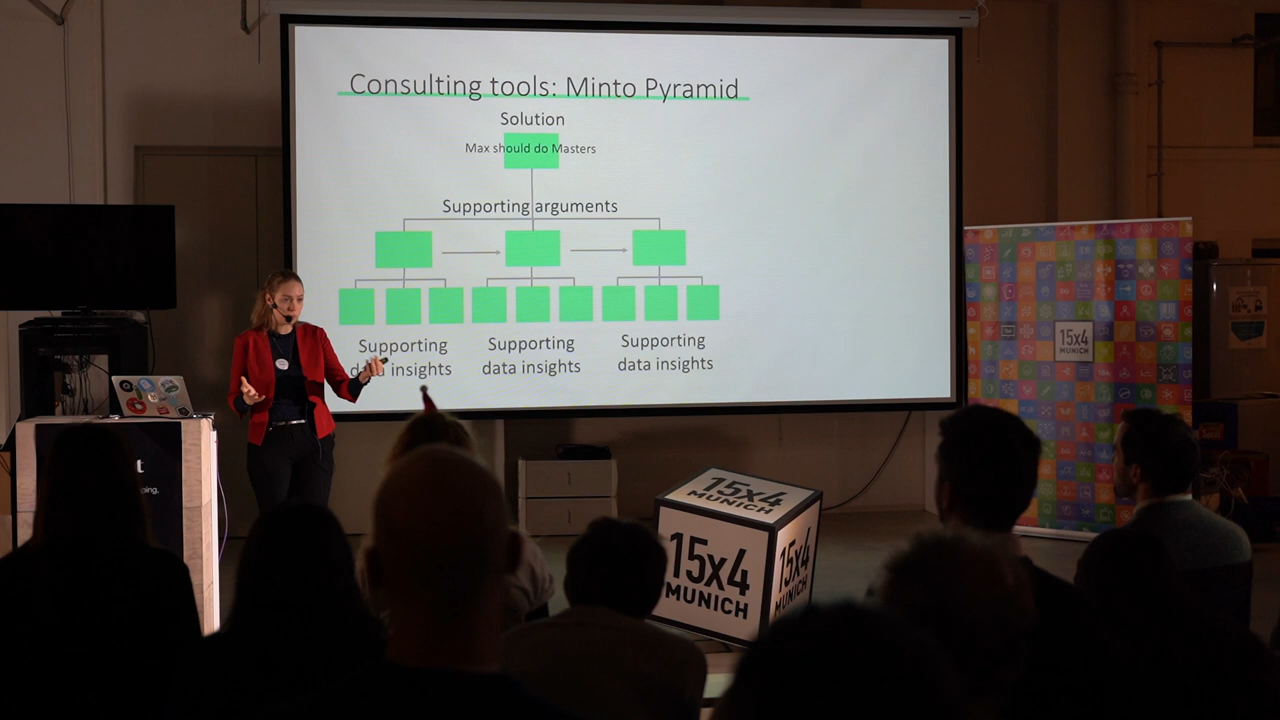 Consulting tools: Minto Pyramid
Solution
Max should do Masters
Supporting arguments
Supporting
data insights
Supporting
data insights
Supporting
data insights
15x4
MUNICH
15x4
MUNICH
15x4
MUNICH
15x4
MUNICH